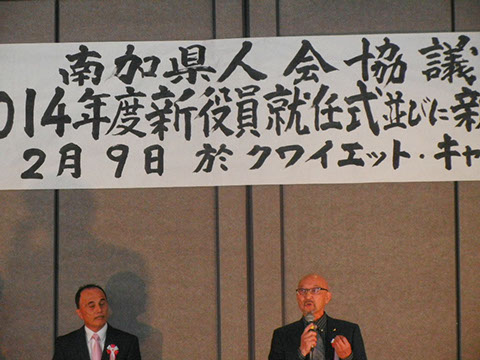 南加県人会協議
2014年度新役員就任式並びに新
2月9日 於 クワイエット・キャ